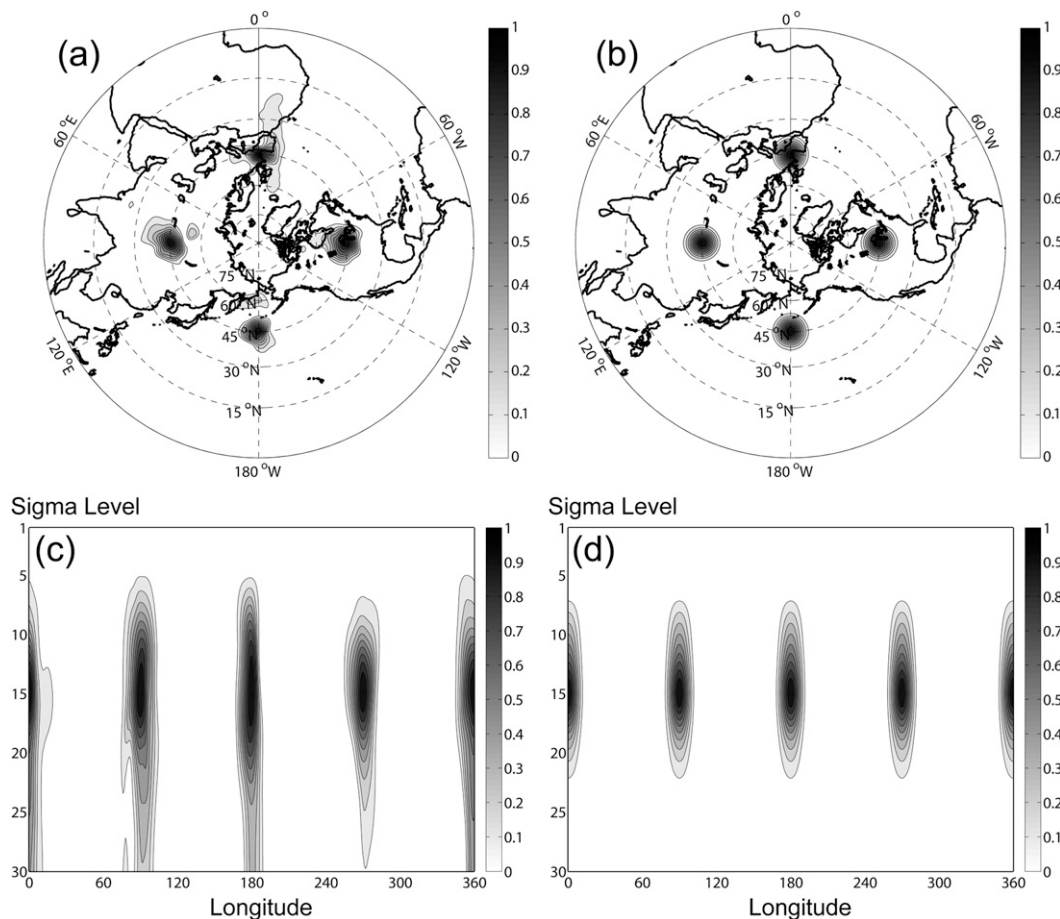 (a)
0 °
60 °E
60 °W
120 °E
120 °W
180 °W
75 °N
60 °N
45 °N
30 °N
15 °N
1
0.9
0.8
0.7
0.6
0.5
0.4
0.3
0.2
0.1
0
(b)
0 °
60 °E
60 °W
120 °E
120 °W
180 °W
75 °N
60 °N
45 °N
30 °N
15 °N
1
0.9
0.8
0.7
0.6
0.5
0.4
0.3
0.2
0.1
0
Sigma Level
(c)
1
5
10
15
20
25
30
0 60 120 180 240 300 360
Longitude
1
0.9
0.8
0.7
0.6
0.5
0.4
0.3
0.2
0.1
0
Sigma Level
(d)
1
5
10
15
20
25
30
0 60 120 180 240 300 360
Longitude
1
0.9
0.8
0.7
0.6
0.5
0.4
0.3
0.2
0.1
0